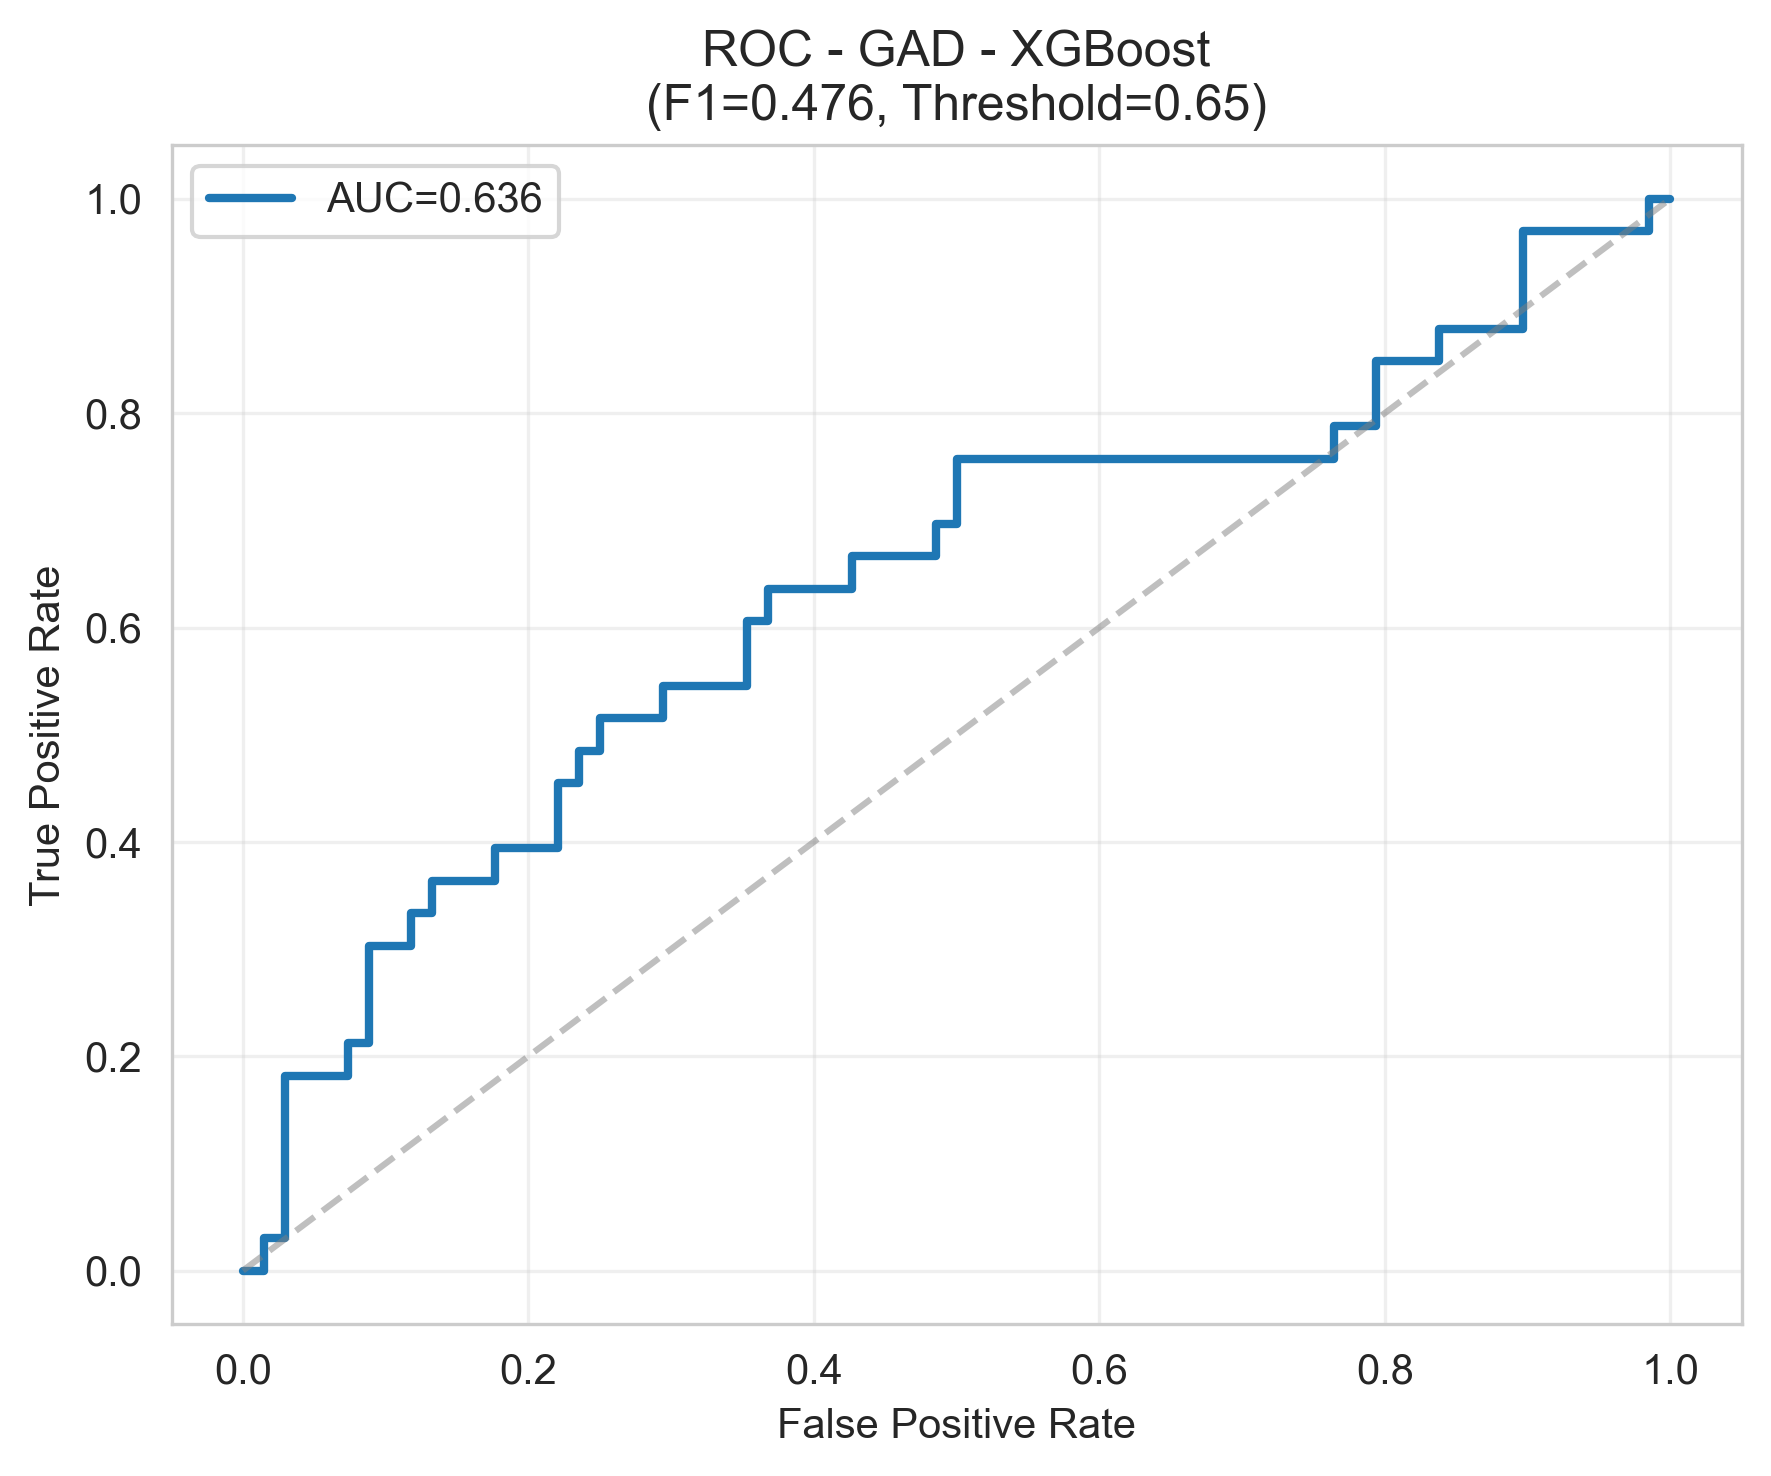 ROC - GAD - XGBoost
(F1=0.476, Threshold=0.65)
AUC=0.636
1.0
0.8
0.6
0.4
0.2
0.0
True Positive Rate
0.0 0.2 0.4 0.6 0.8 1.0
False Positive Rate